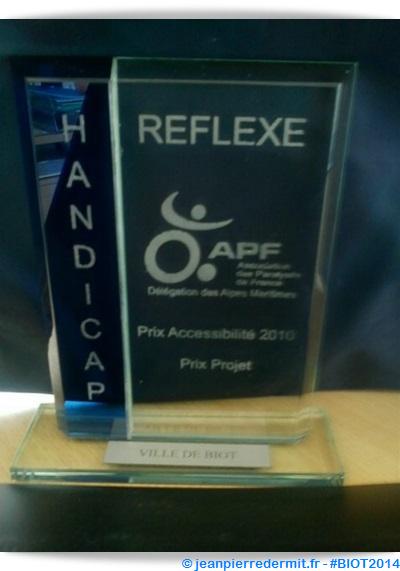 HANDICAP
REFLEXE
APF
Association
des Paralysés
de France
Délégation des Alpes Maritimes
Prix Accessibilité 2010
Prix Projet
VILLE DE BIOT
© jeanpierredermit.fr - #BIOT2014